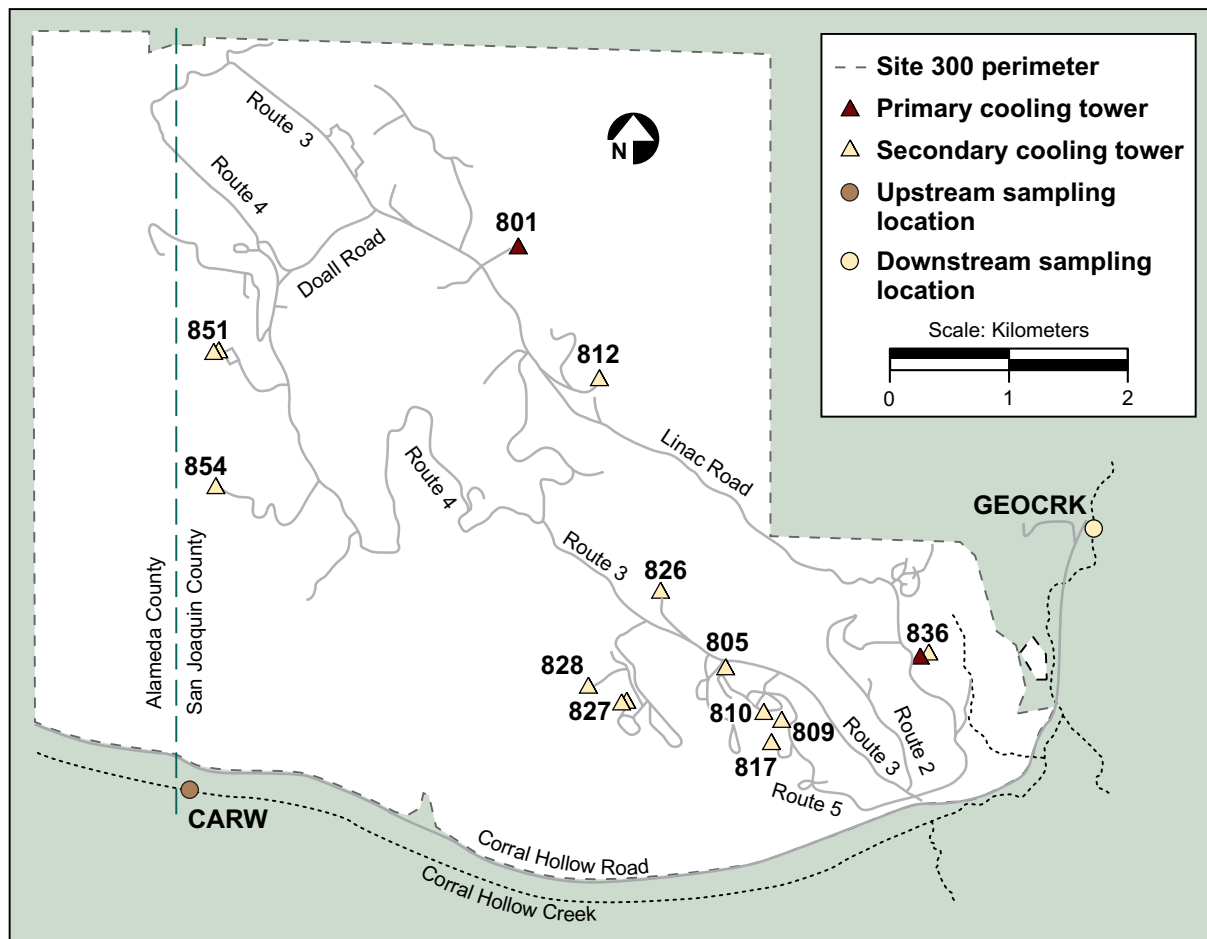 Site 300 perimeter
Primary cooling tower
Secondary cooling tower
Upstream sampling
location
Downstream sampling
location
Scale: Kilometers
0 1 2
N
Route 3
Route 4
Doall Road
801
851
812
854
Route 4
Linac Road
GEOCRK
Route 3
826
Alameda County
San Joaquin County
805
836
828
827
810
809
817
Route 3
Route 2
Route 5
CARW
Corral Hollow Road
Corral Hollow Creek